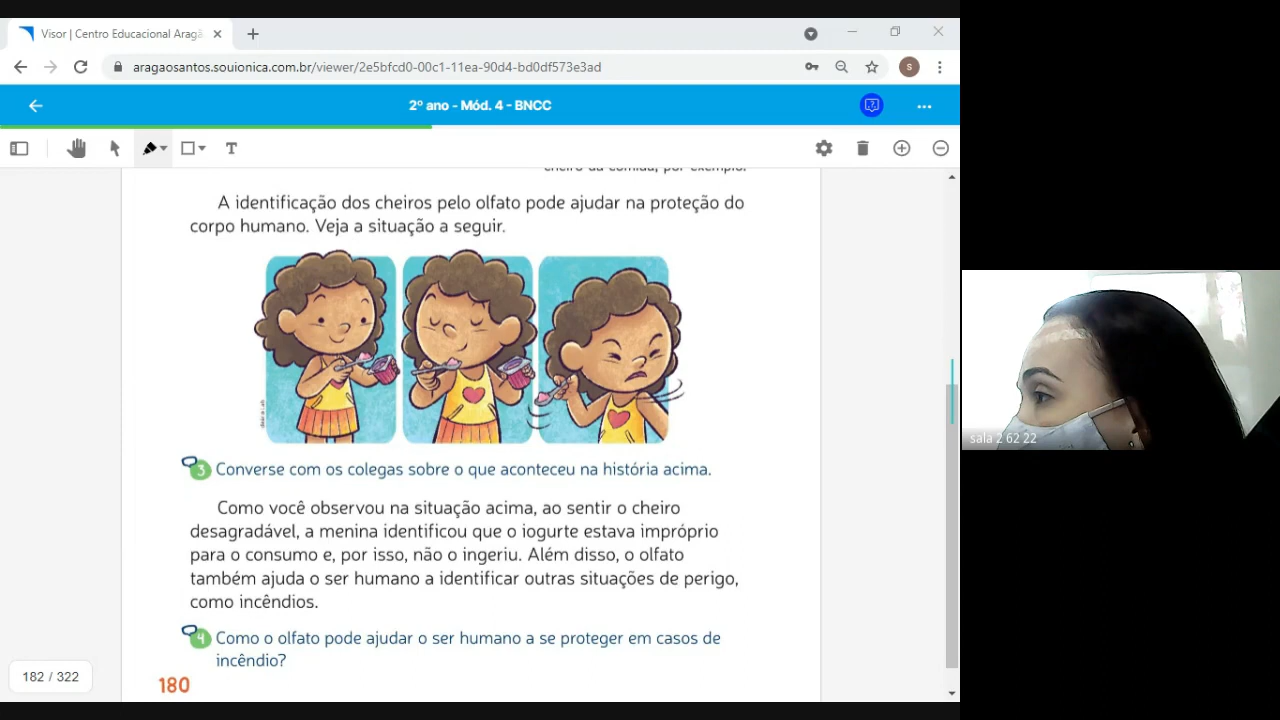 Visor | Centro Educacional Aragã
aragaosantos.souionica.com.br/viewer/2e5bfcd0-00c1-11ea-90d4-bd0df573e3ad
s
2º ano - Mód. 4 - BNCC
T
cheiro da comida, por exemplo.
A identificação dos cheiros pelo olfato pode ajudar na proteção do
corpo humano. Veja a situação a seguir.
3 Converse com os colegas sobre o que aconteceu na história acima.
Como você observou na situação acima, ao sentir o cheiro
desagradável, a menina identificou que o iogurte estava impróprio
para o consumo e, por isso, não o ingeriu. Além disso, o olfato
também ajuda o ser humano a identificar outras situações de perigo,
como incêndios.
4 Como o olfato pode ajudar o ser humano a se proteger em casos de
incêndio?
182 / 322
180
sala 2 62 22